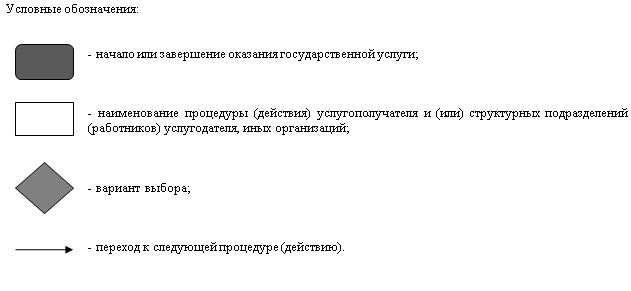 Условные обозначения:
- начало или завершение оказания государственной услуги;
- наименование процедуры (действия) услугополучателя и (или) структурных подразделений
(работников) услугодателя, иных организаций;
- вариант выбора;
- переход к следующей процедуре (действию).